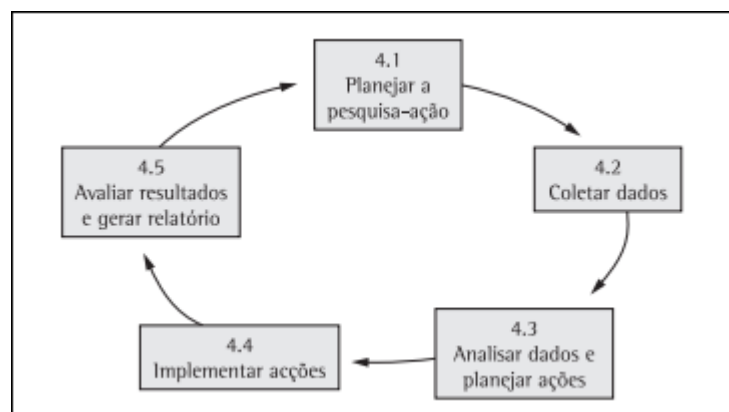 4.1
Planejar a
pesquisa-ação
4.2
Coletar dados
4.3
Analisar dados e
planejar ações
4.4
Implementar acções
4.5
Avaliar resultados
e gerar relatório